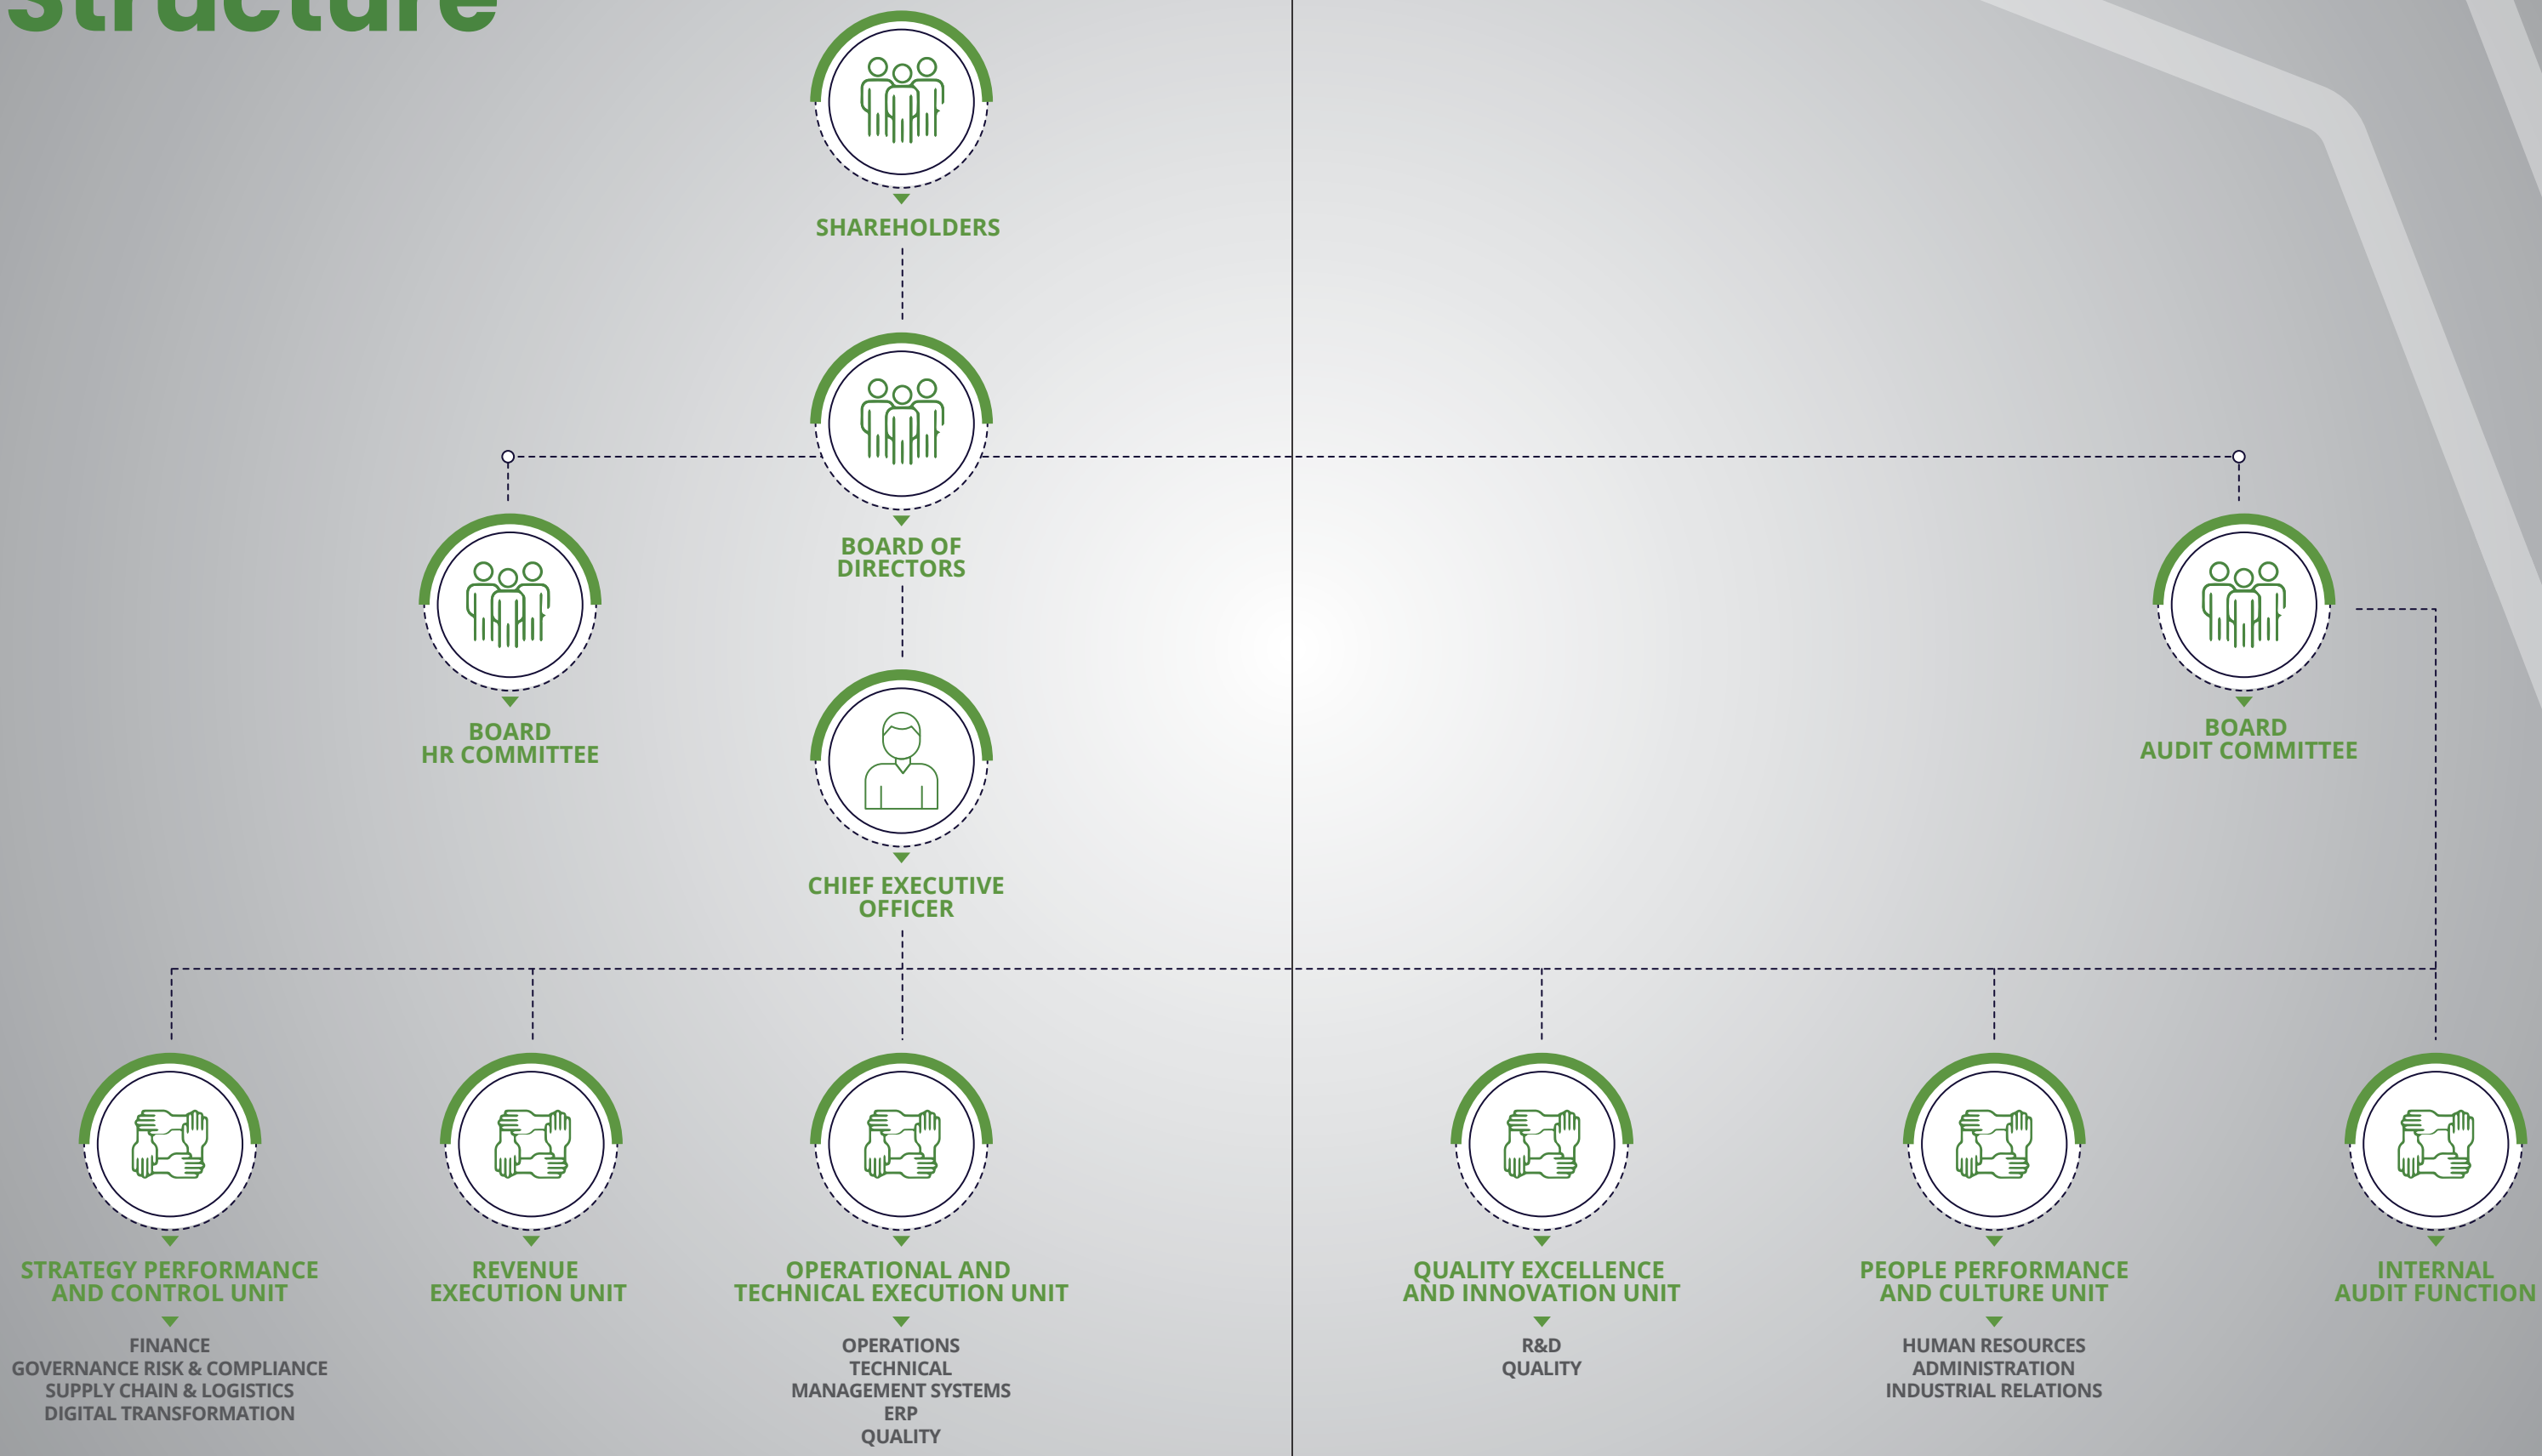 Structure
SHAREHOLDERS
BOARD OF
DIRECTORS
BOARD
HR COMMITTEE
BOARD
AUDIT COMMITTEE
CHIEF EXECUTIVE
OFFICER
STRATEGY PERFORMANCE
AND CONTROL UNIT
FINANCE
GOVERNANCE RISK & COMPLIANCE
SUPPLY CHAIN & LOGISTICS
DIGITAL TRANSFORMATION
REVENUE
EXECUTION UNIT
OPERATIONAL AND
TECHNICAL EXECUTION UNIT
OPERATIONS
TECHNICAL
MANAGEMENT SYSTEMS
ERP
QUALITY
QUALITY EXCELLENCE
AND INNOVATION UNIT
R&D
QUALITY
PEOPLE PERFORMANCE
AND CULTURE UNIT
HUMAN RESOURCES
ADMINISTRATION
INDUSTRIAL RELATIONS
INTERNAL
AUDIT FUNCTION